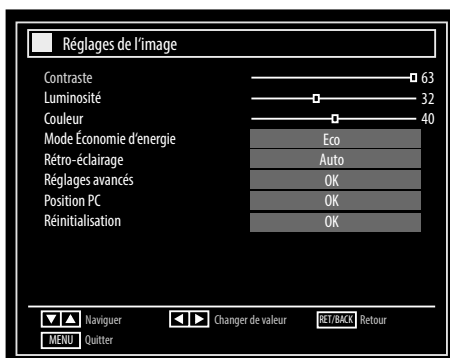 Réglages de l'image
Contraste 63
Luminosité 32
Couleur 40
Mode Économie d'energie Eco
Rétro-éclairage Auto
Réglages avancés OK
Position PC OK
Réinitialisation OK
Naviguer Changer de valeur RET/BACK Retour
MENU Quitter